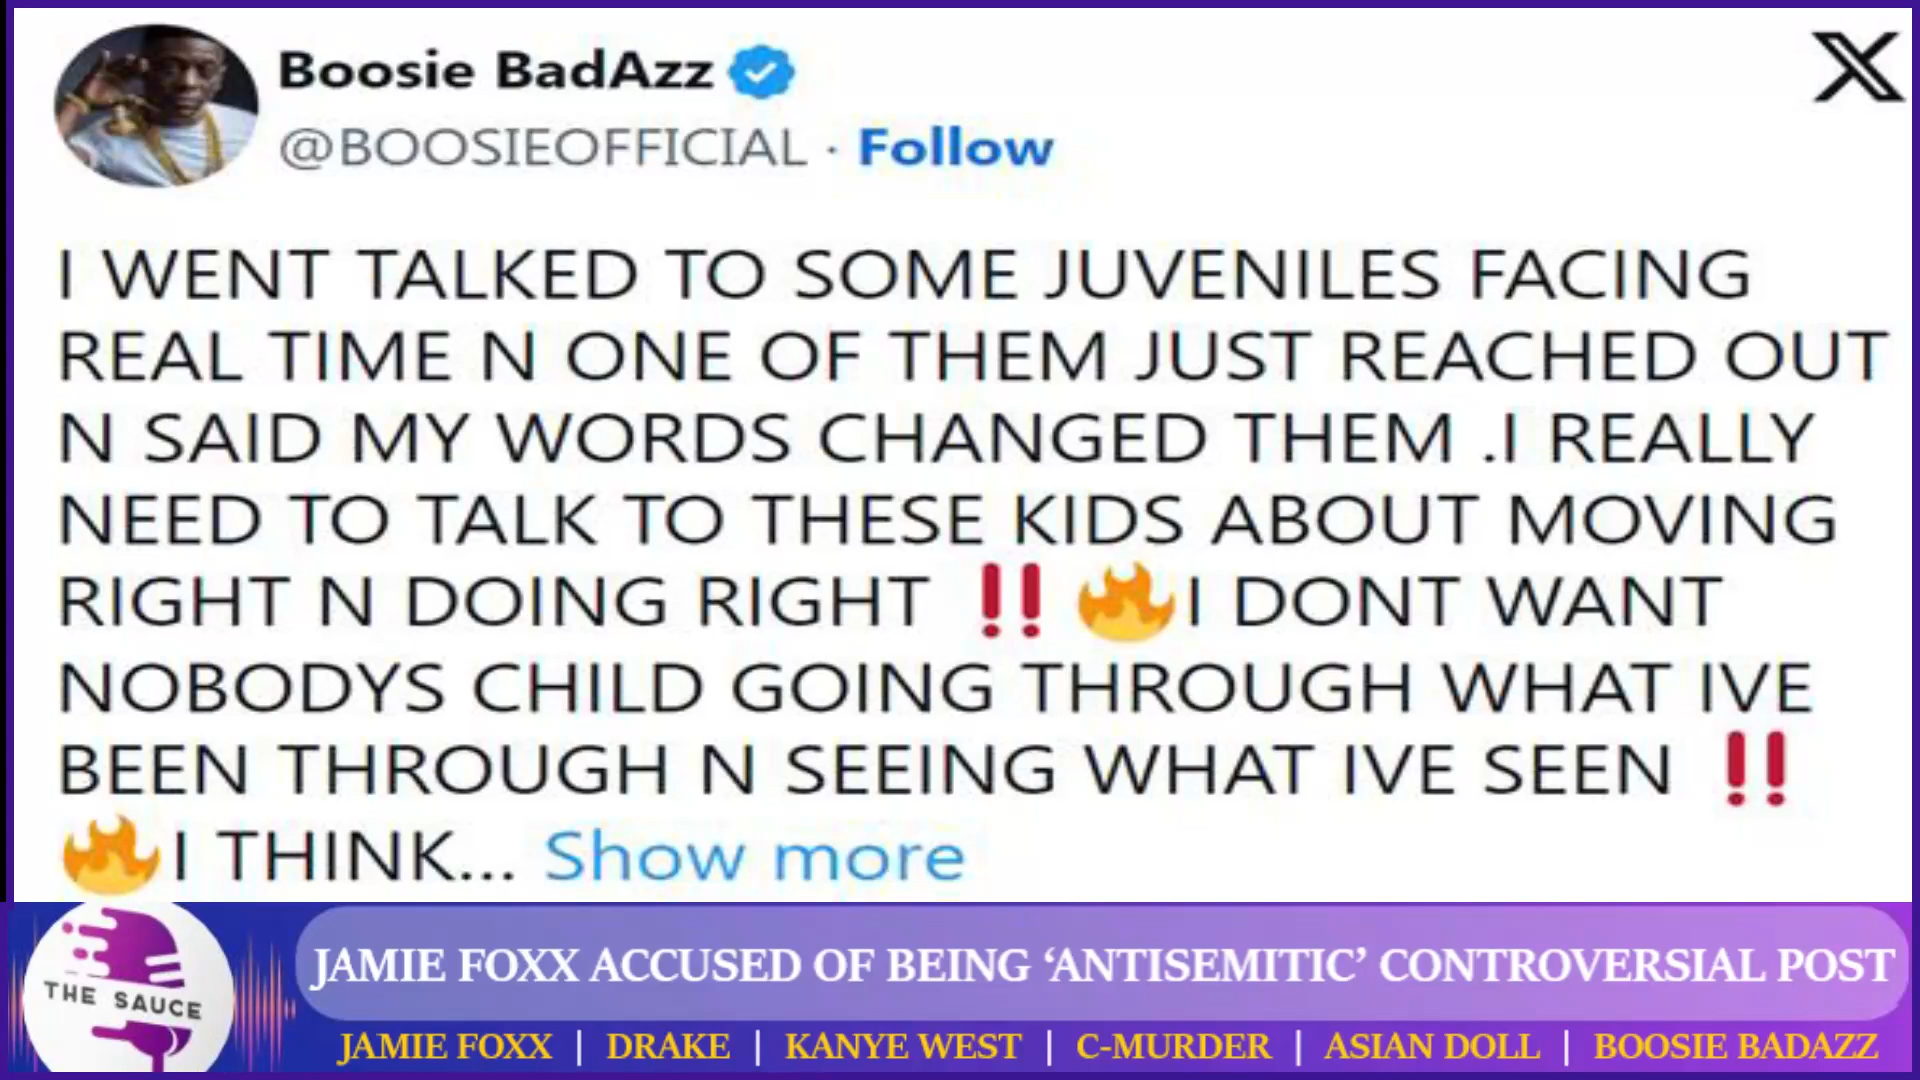 Boosie BadAzz
@BOOSIEOFFICIAL · Follow
I WENT TALKED TO SOME JUVENILES FACING
REAL TIME N ONE OF THEM JUST REACHED OUT
N SAID MY WORDS CHANGED THEM .I REALLY
NEED TO TALK TO THESE KIDS ABOUT MOVING
RIGHT N DOING RIGHT ‼️ 🔥I DONT WANT
NOBODYS CHILD GOING THROUGH WHAT IVE
BEEN THROUGH N SEEING WHAT IVE SEEN ‼️
🔥I THINK... Show more
THE SAUCE
JAMIE FOXX ACCUSED OF BEING ‘ANTISEMITIC’ CONTROVERSIAL POST
JAMIE FOXX | DRAKE | KANYE WEST | C-MURDER | ASIAN DOLL | BOOSIE BADAZZ